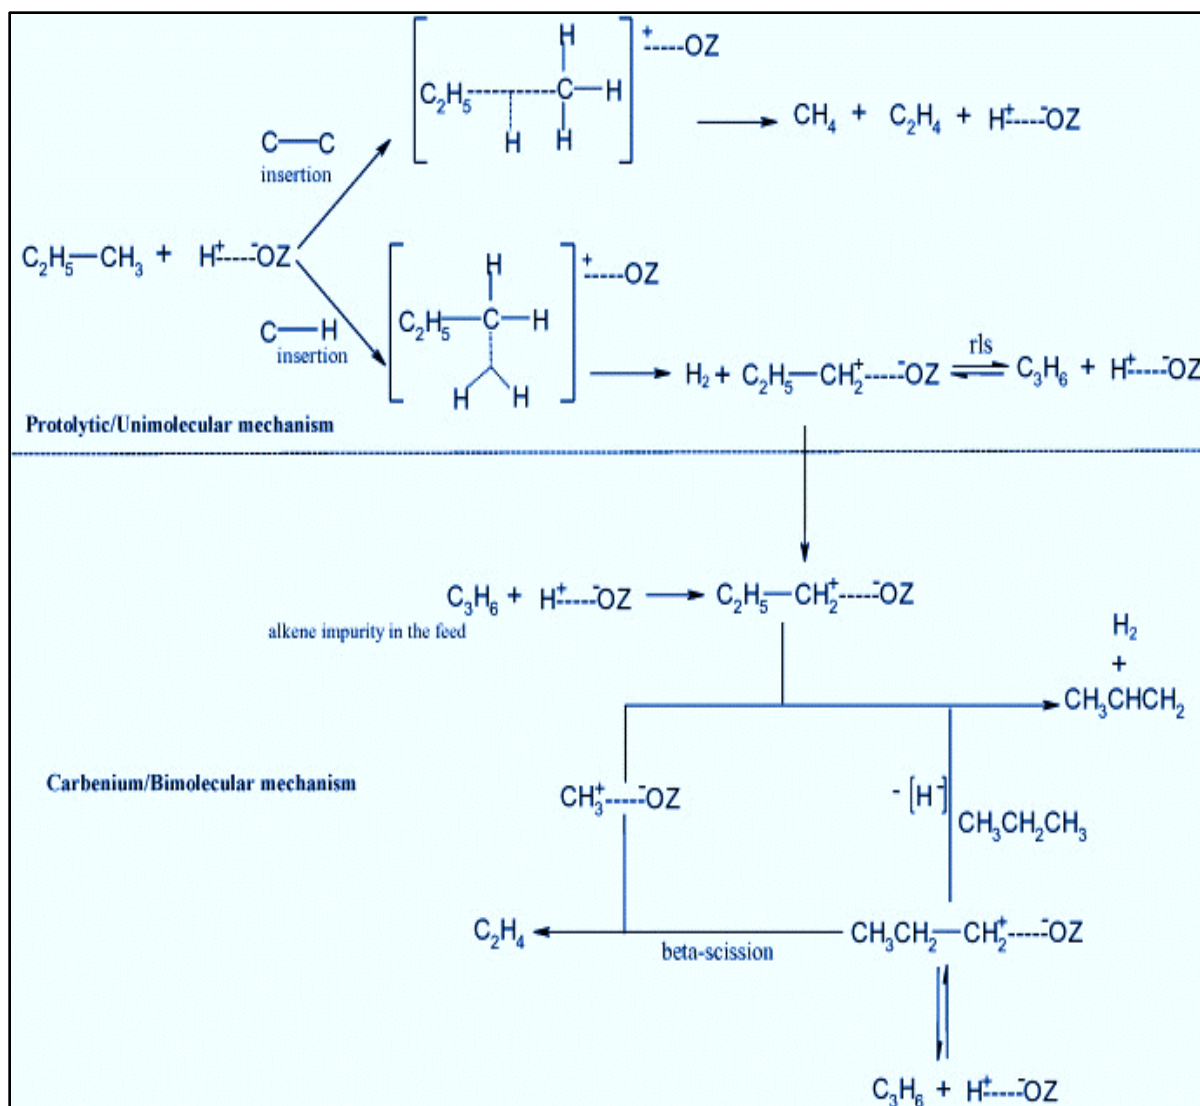 [C₂H₅-----------C—H]⁺-----OZ
H
H
H
C—C
insertion
CH₄ + C₂H₄ + H⁺-----⁻OZ
C₂H₅—CH₃ + H⁺-----⁻OZ
C—H
insertion
[C₂H₅—C—H]⁺-----OZ
H
H H
H₂ + C₂H₅—CH₂⁺-----⁻OZ rls C₃H₆ + H⁺-----⁻OZ
Protolytic/Unimolecular mechanism
C₃H₆ + H⁺-----⁻OZ C₂H₅—CH₂⁺-----⁻OZ
alkene impurity in the feed
H₂
+
CH₃CHCH₂
Carbenium/Bimolecular mechanism
CH₃⁺-----⁻OZ
- [H⁻]
CH₃CH₂CH₃
C₂H₄
beta-scission
CH₃CH₂—CH₂⁺-----⁻OZ
C₃H₆ + H⁺-----⁻OZ